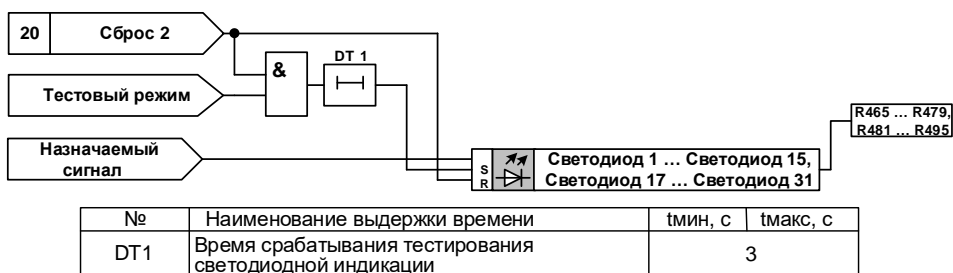 20 Сброс 2
DT 1
&
Тестовый режим
R465 ... R479,
R481 ... R495
Назначаемый
сигнал
S
R
Светодиод 1 ... Светодиод 15,
Светодиод 17 ... Светодиод 31
№ Наименование выдержки времени tмин, с tмакс, с
DT1 Время срабатывания тестирования
светодиодной индикации
3